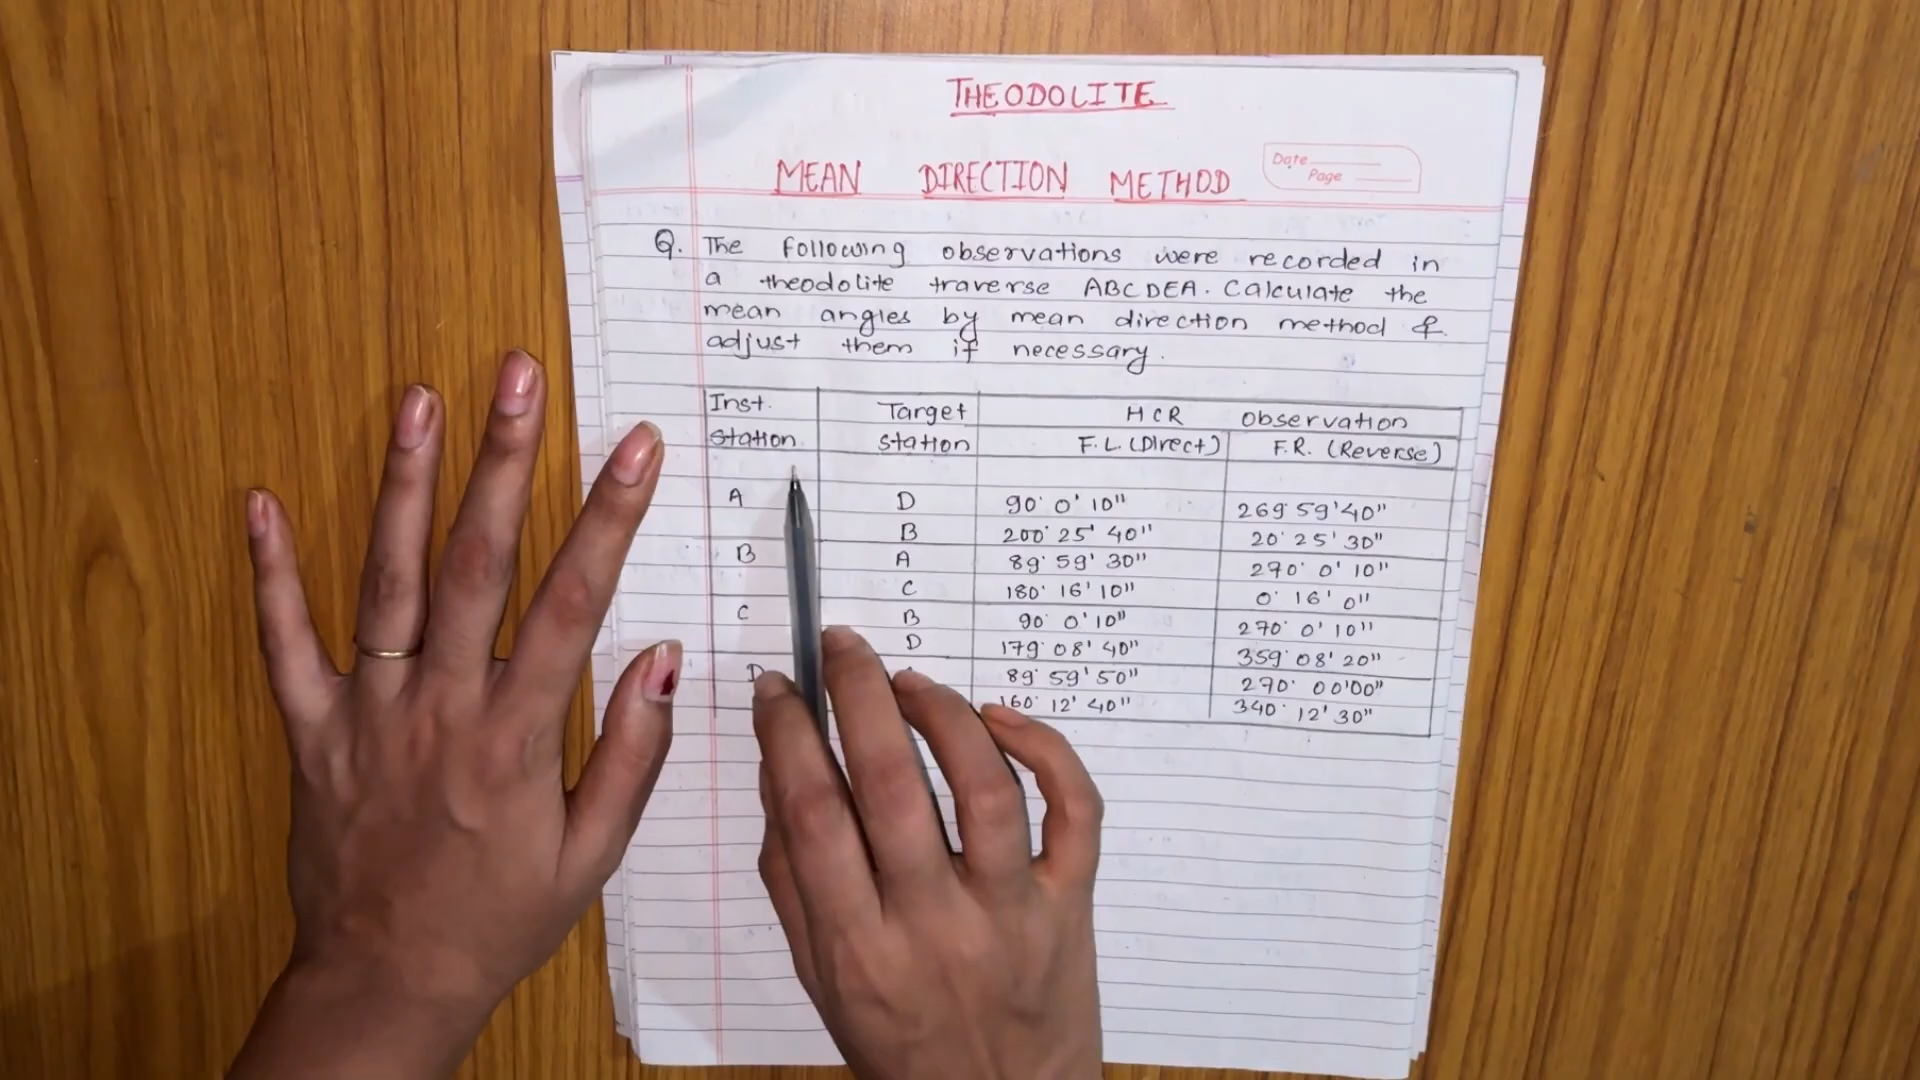 THEODOLITE
MEAN DIRECTION METHOD
Date
Page
Q. The following observations were recorded in
a theodolite traverse ABCDEA. Calculate the
mean angles by mean direction method &
adjust them if necessary.
Inst. Station Target Station HCR Observation
F.L. (Direct) F.R. (Reverse)
A D 90° 0' 10" 269° 59' 40"
B 200° 25' 40" 20° 25' 30"
B A 89° 59' 30" 270° 0' 10"
C 180° 16' 10" 0° 16' 0"
C B 90° 0' 10" 270° 0' 10"
D 179° 08' 40" 359° 08' 20"
D 89° 59' 50" 270° 00' 00"
160° 12' 40" 340° 12' 30"